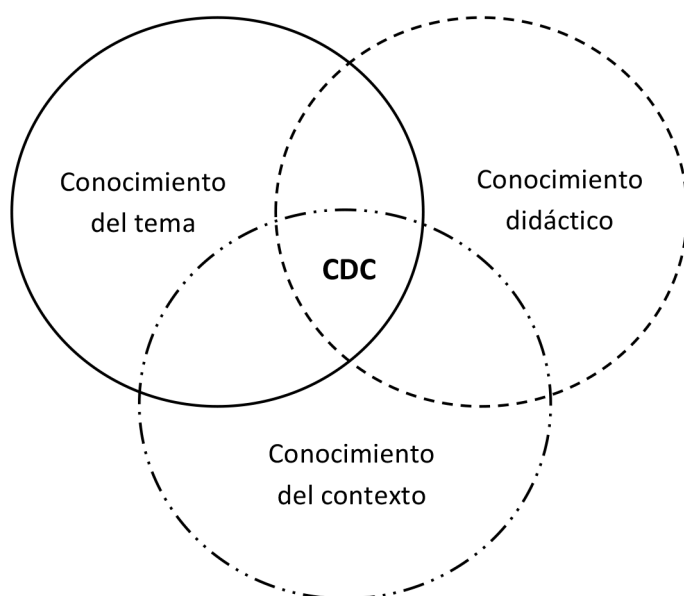 Conocimiento
del tema
Conocimiento
didáctico
CDC
Conocimiento
del contexto